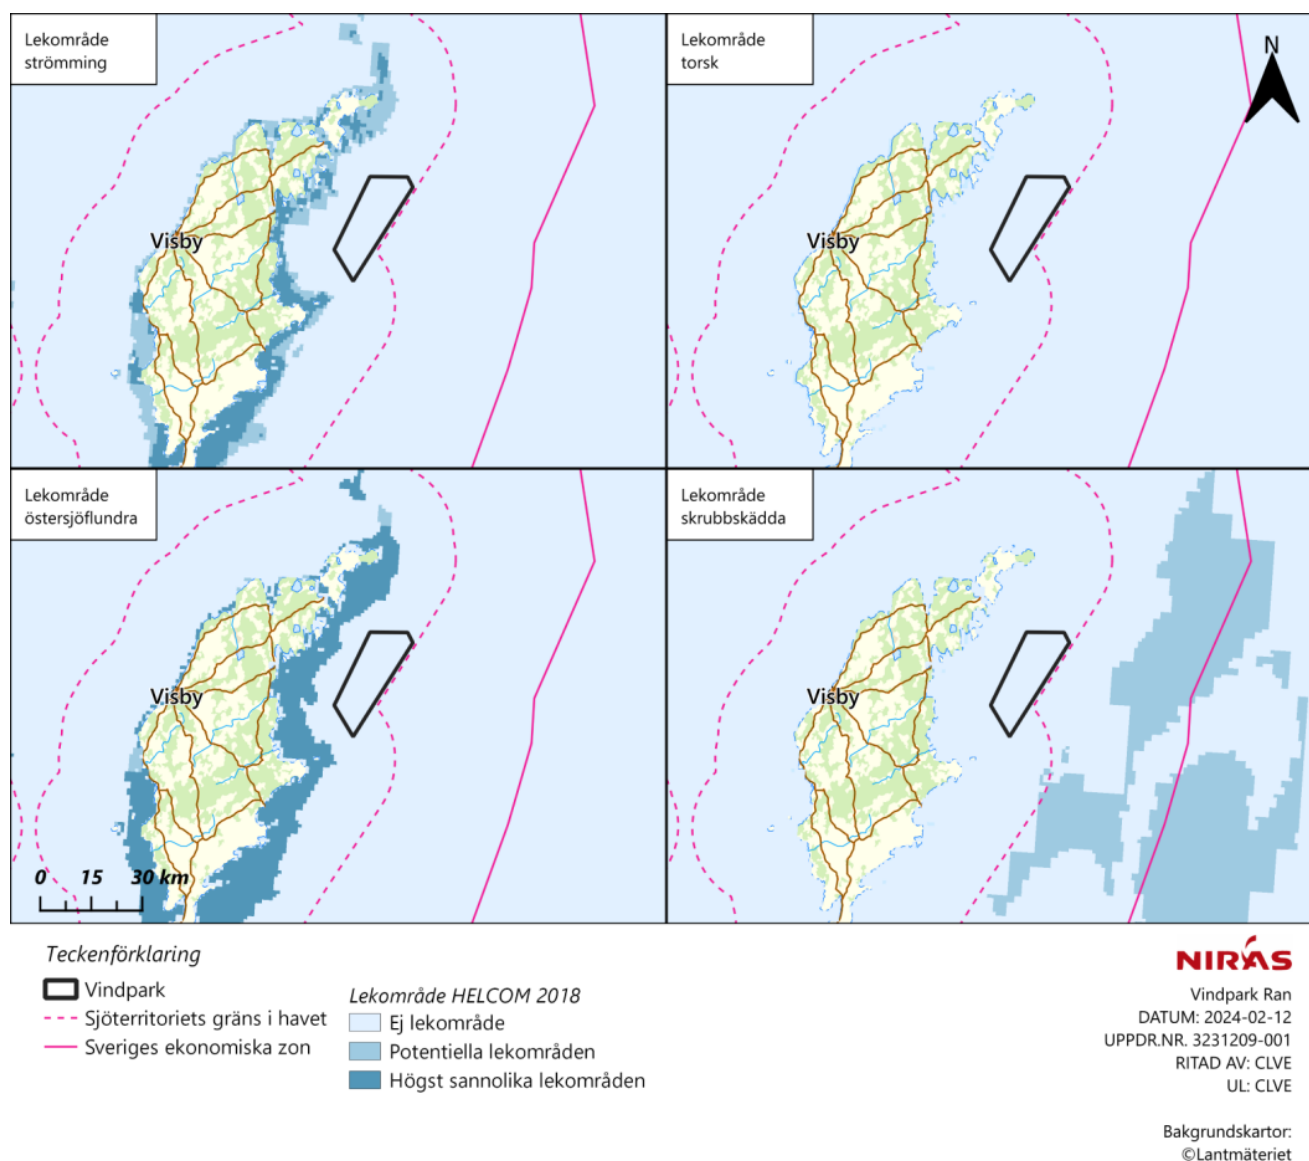 Lekområde
strömming
Lekområde
torsk
N
Visby
Visby
Lekområde
östersjöflundra
Lekområde
skrubbskädda
Visby
Visby
0 15 30 km
Teckenförklaring
Vindpark
Sjöterritoriets gräns i havet
Sveriges ekonomiska zon
Lekområde HELCOM 2018
Ej lekområde
Potentiella lekområden
Högst sannolika lekområden
NIRÁS
Vindpark Ran
DATUM: 2024-02-12
UPPDR.NR. 3231209-001
RITAD AV: CLVE
UL: CLVE
Bakgrundskartor:
©Lantmäteriet